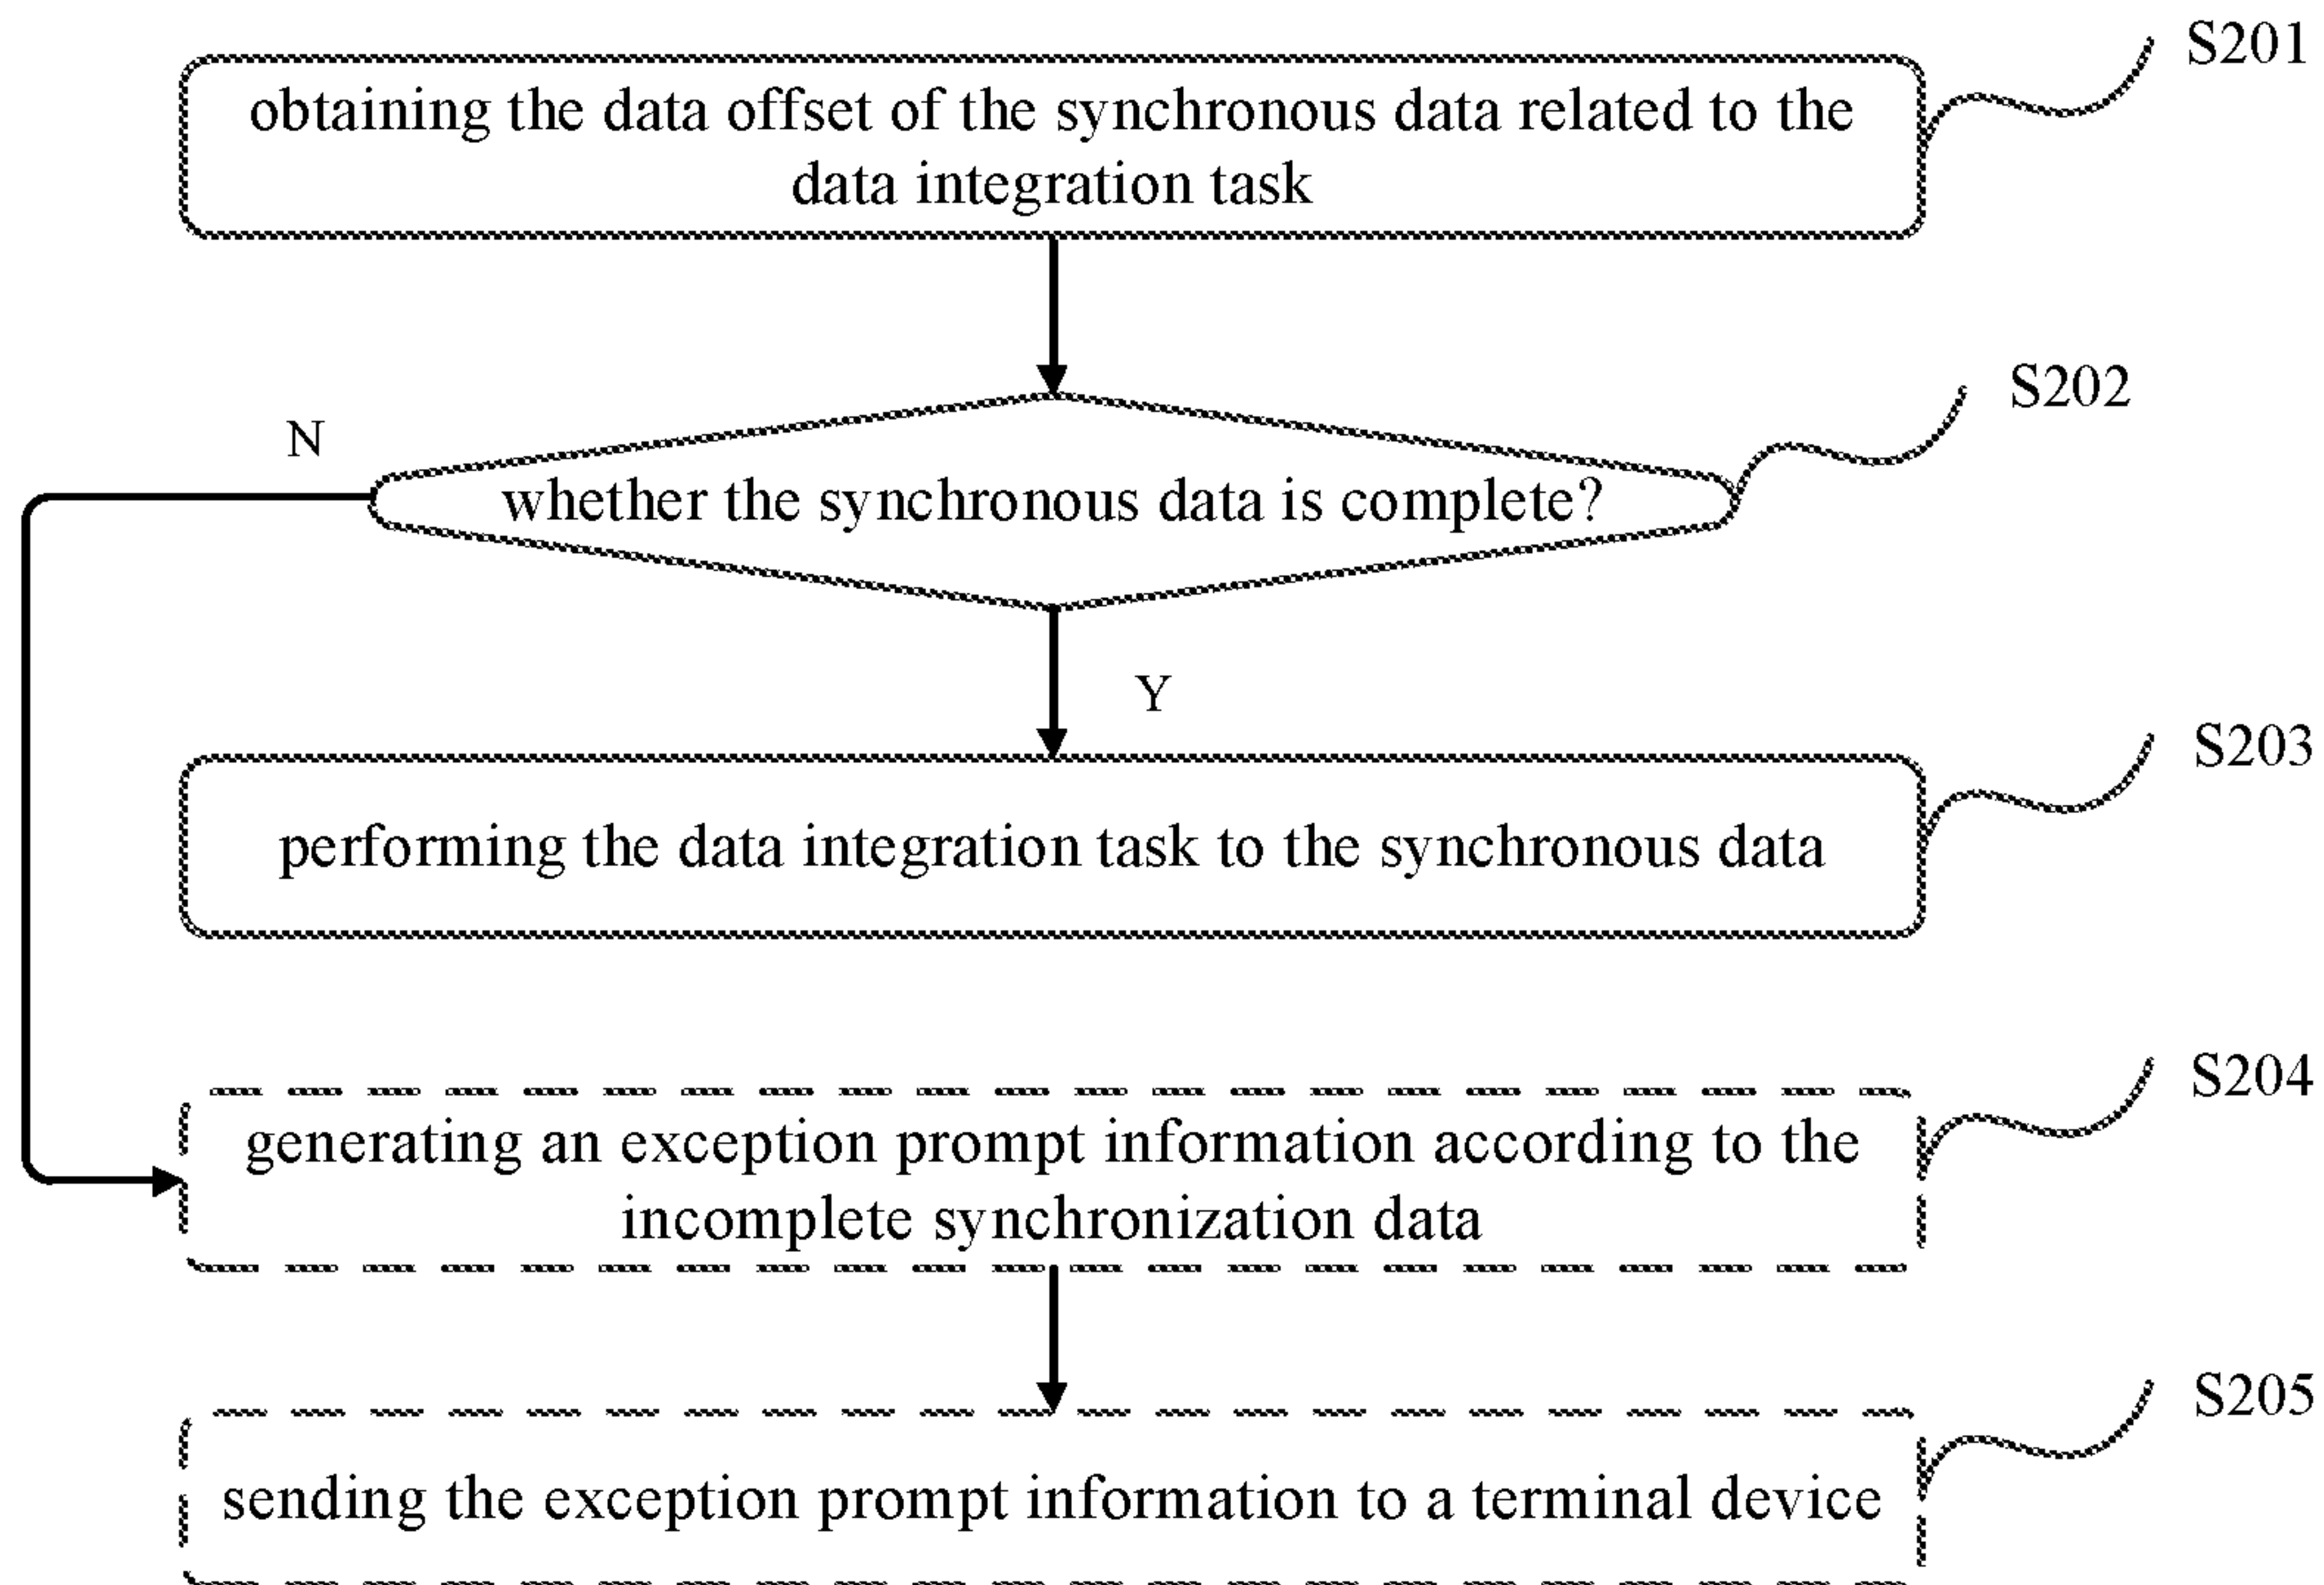 S201
obtaining the data offset of the synchronous data related to the
data integration task
S202
N
whether the synchronous data is complete?
Y
S203
performing the data integration task to the synchronous data
S204
generating an exception prompt information according to the
incomplete synchronization data
S205
sending the exception prompt information to a terminal device